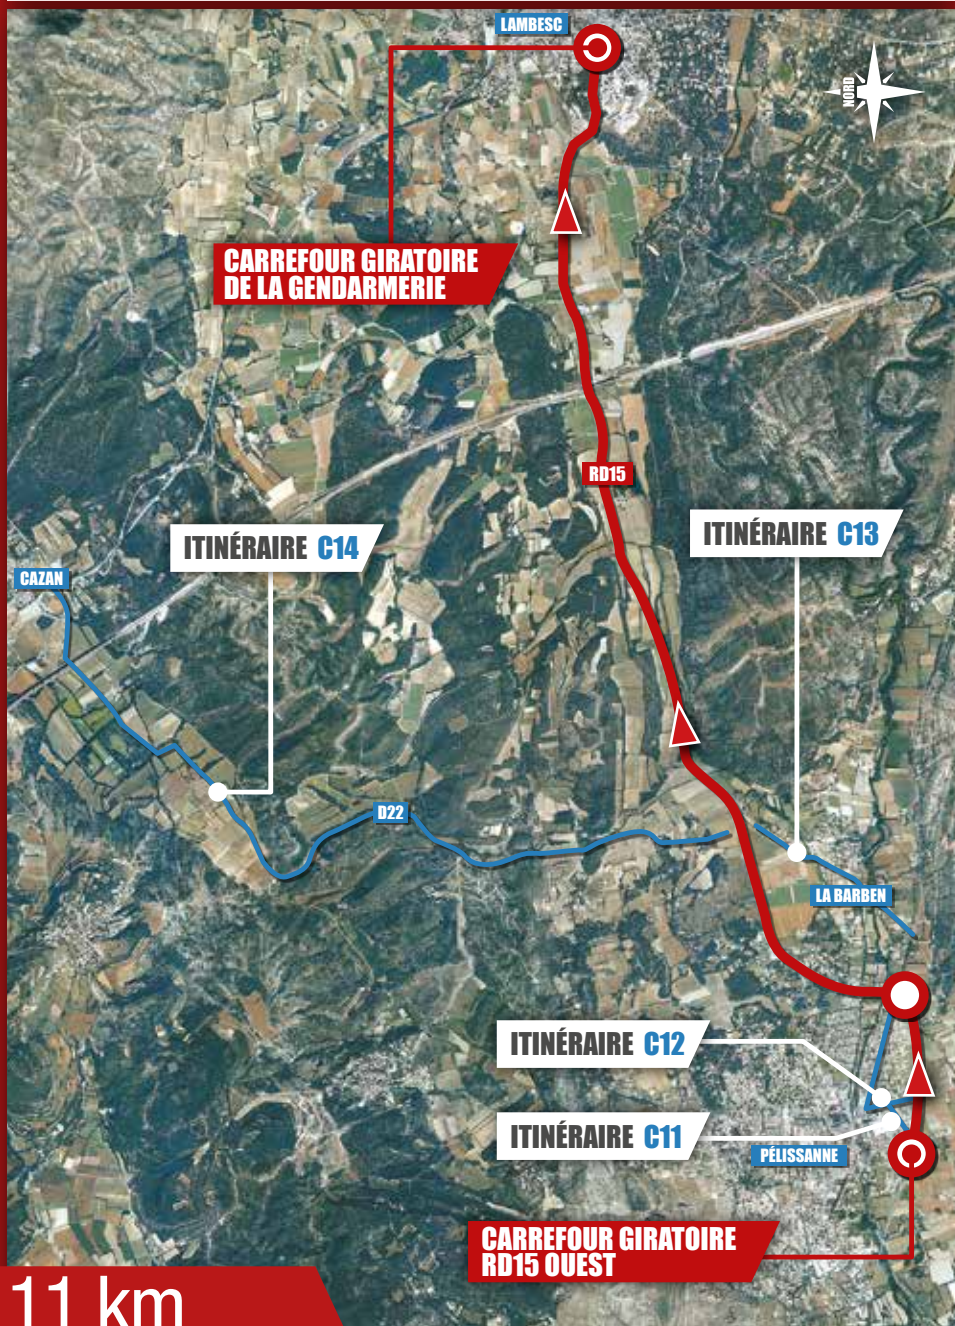 LAMBESC
NORD
CARREFOUR GIRATOIRE
DE LA GENDARMERIE
RD15
ITINÉRAIRE C14
ITINÉRAIRE C13
CAZAN
D22
LA BARBEN
ITINÉRAIRE C12
ITINÉRAIRE C11
PÉLISSANNE
CARREFOUR GIRATOIRE
RD15 OUEST
11 km